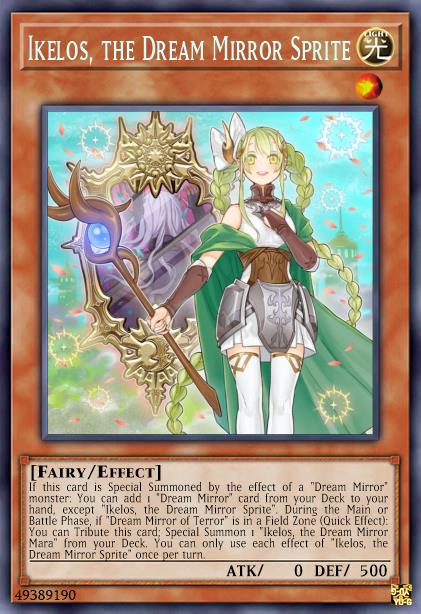 Ikelos, the Dream Mirror Sprite
LIGHT
光
[Fairy/Effect]
If this card is Special Summoned by the effect of a "Dream Mirror"
monster: You can add 1 "Dream Mirror" card from your Deck to your
hand, except "Ikelos, the Dream Mirror Sprite". During the Main or
Battle Phase, if "Dream Mirror of Terror" is in a Field Zone (Quick Effect):
You can Tribute this card; Special Summon 1 "Ikelos, the Dream Mirror
Mara" from your Deck. You can only use each effect of "Ikelos, the
Dream Mirror Sprite" once per turn.
ATK/ 0 DEF/ 500
49389190